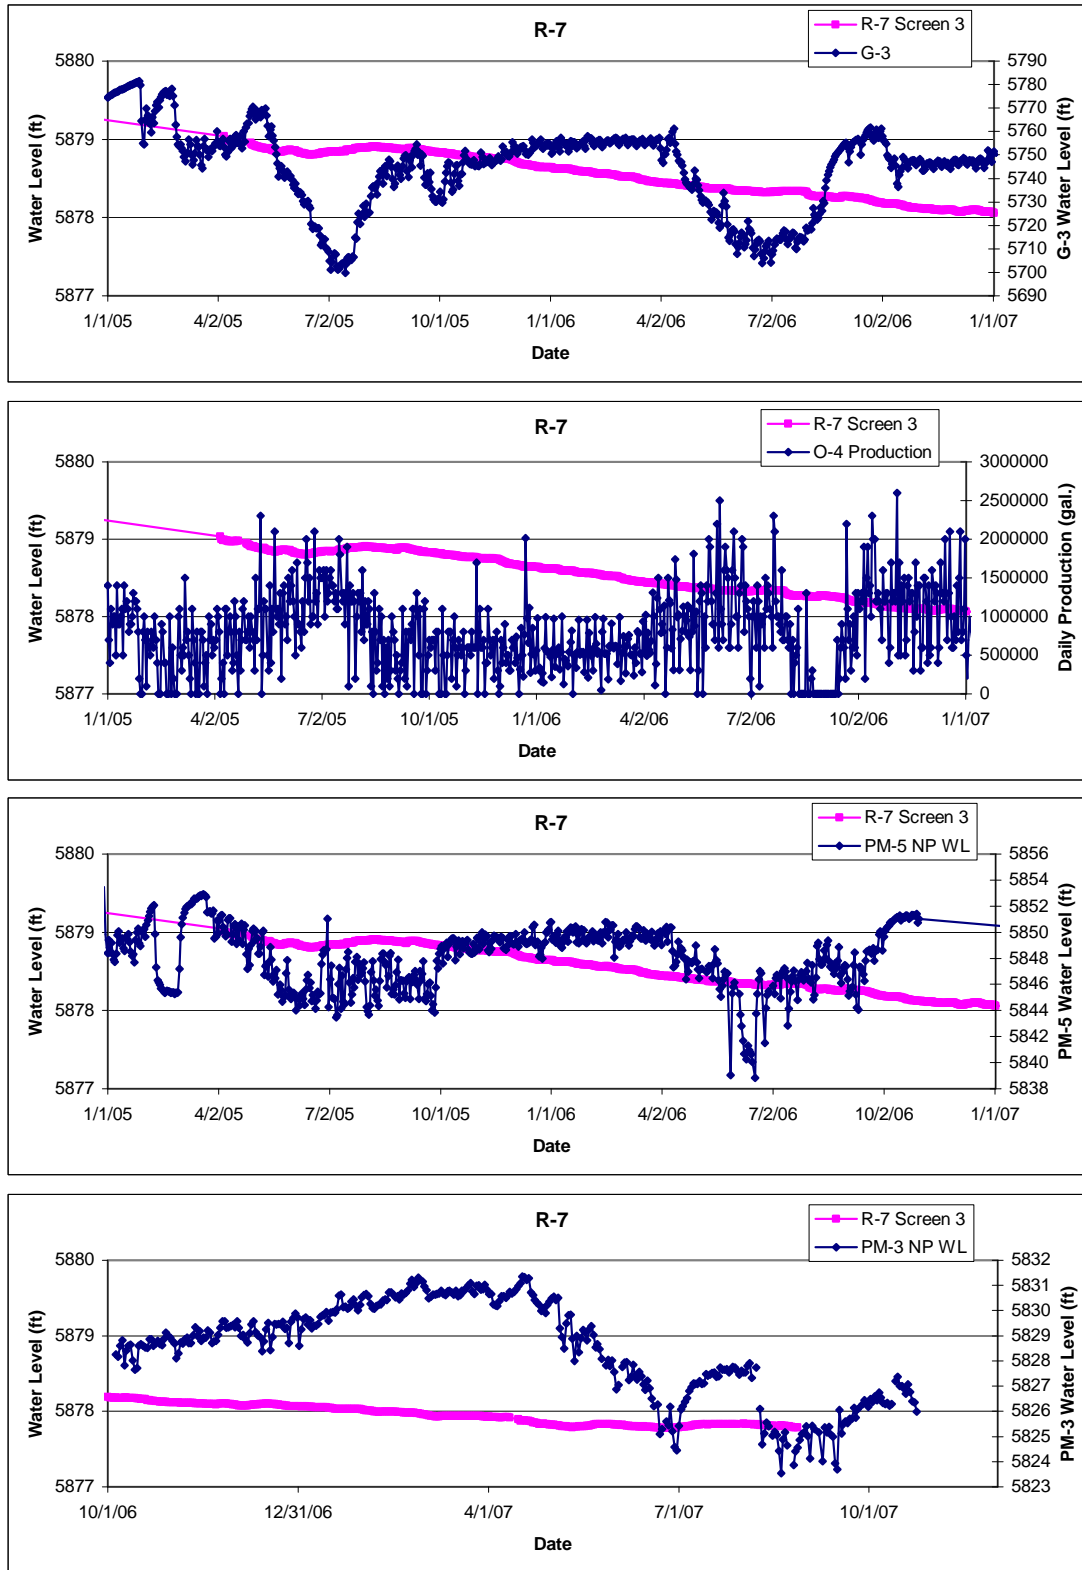 R-7
R-7 Screen 3
G-3
5880
5879
5878
5877
Water Level (ft)
5790
5780
5770
5760
5750
5740
5730
5720
5710
5700
5690
G-3 Water Level (ft)
1/1/05 4/2/05 7/2/05 10/1/05 1/1/06 4/2/06 7/2/06 10/2/06 1/1/07
Date
R-7
R-7 Screen 3
O-4 Production
5880
5879
5878
5877
Water Level (ft)
3000000
2500000
2000000
1500000
1000000
500000
0
Daily Production (gal.)
1/1/05 4/2/05 7/2/05 10/1/05 1/1/06 4/2/06 7/2/06 10/2/06 1/1/07
Date
R-7
R-7 Screen 3
PM-5 NP WL
5880
5879
5878
5877
Water Level (ft)
5856
5854
5852
5850
5848
5846
5844
5842
5840
5838
PM-5 Water Level (ft)
1/1/05 4/2/05 7/2/05 10/1/05 1/1/06 4/2/06 7/2/06 10/2/06 1/1/07
Date
R-7
R-7 Screen 3
PM-3 NP WL
5880
5879
5878
5877
Water Level (ft)
5832
5831
5830
5829
5828
5827
5826
5825
5824
5823
PM-3 Water Level (ft)
10/1/06 12/31/06 4/1/07 7/1/07 10/1/07
Date